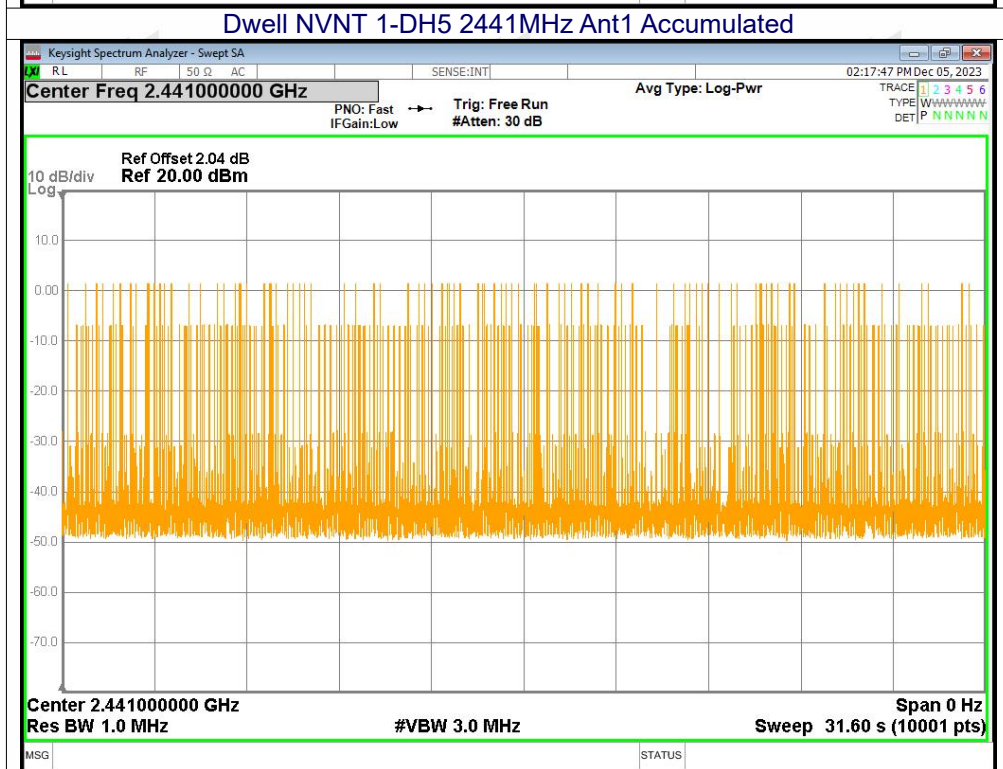 Dwell NVNT 1-DH5 2441MHz Ant1 Accumulated
Keysight Spectrum Analyzer - Swept SA
LXI RL RF 50 Ω AC SENSE:INT 02:17:47 PM Dec 05, 2023
Center Freq 2.441000000 GHz Avg Type: Log-Pwr TRACE 1 2 3 4 5 6
PNO: Fast Trig: Free Run TYPE WWWWWW
IFGain:Low #Atten: 30 dB DET P N N N N N
Ref Offset 2.04 dB
10 dB/div Ref 20.00 dBm
Log
10.0
0.00
-10.0
-20.0
-30.0
-40.0
-50.0
-60.0
-70.0
Center 2.441000000 GHz Span 0 Hz
Res BW 1.0 MHz #VBW 3.0 MHz Sweep 31.60 s (10001 pts)
MSG STATUS